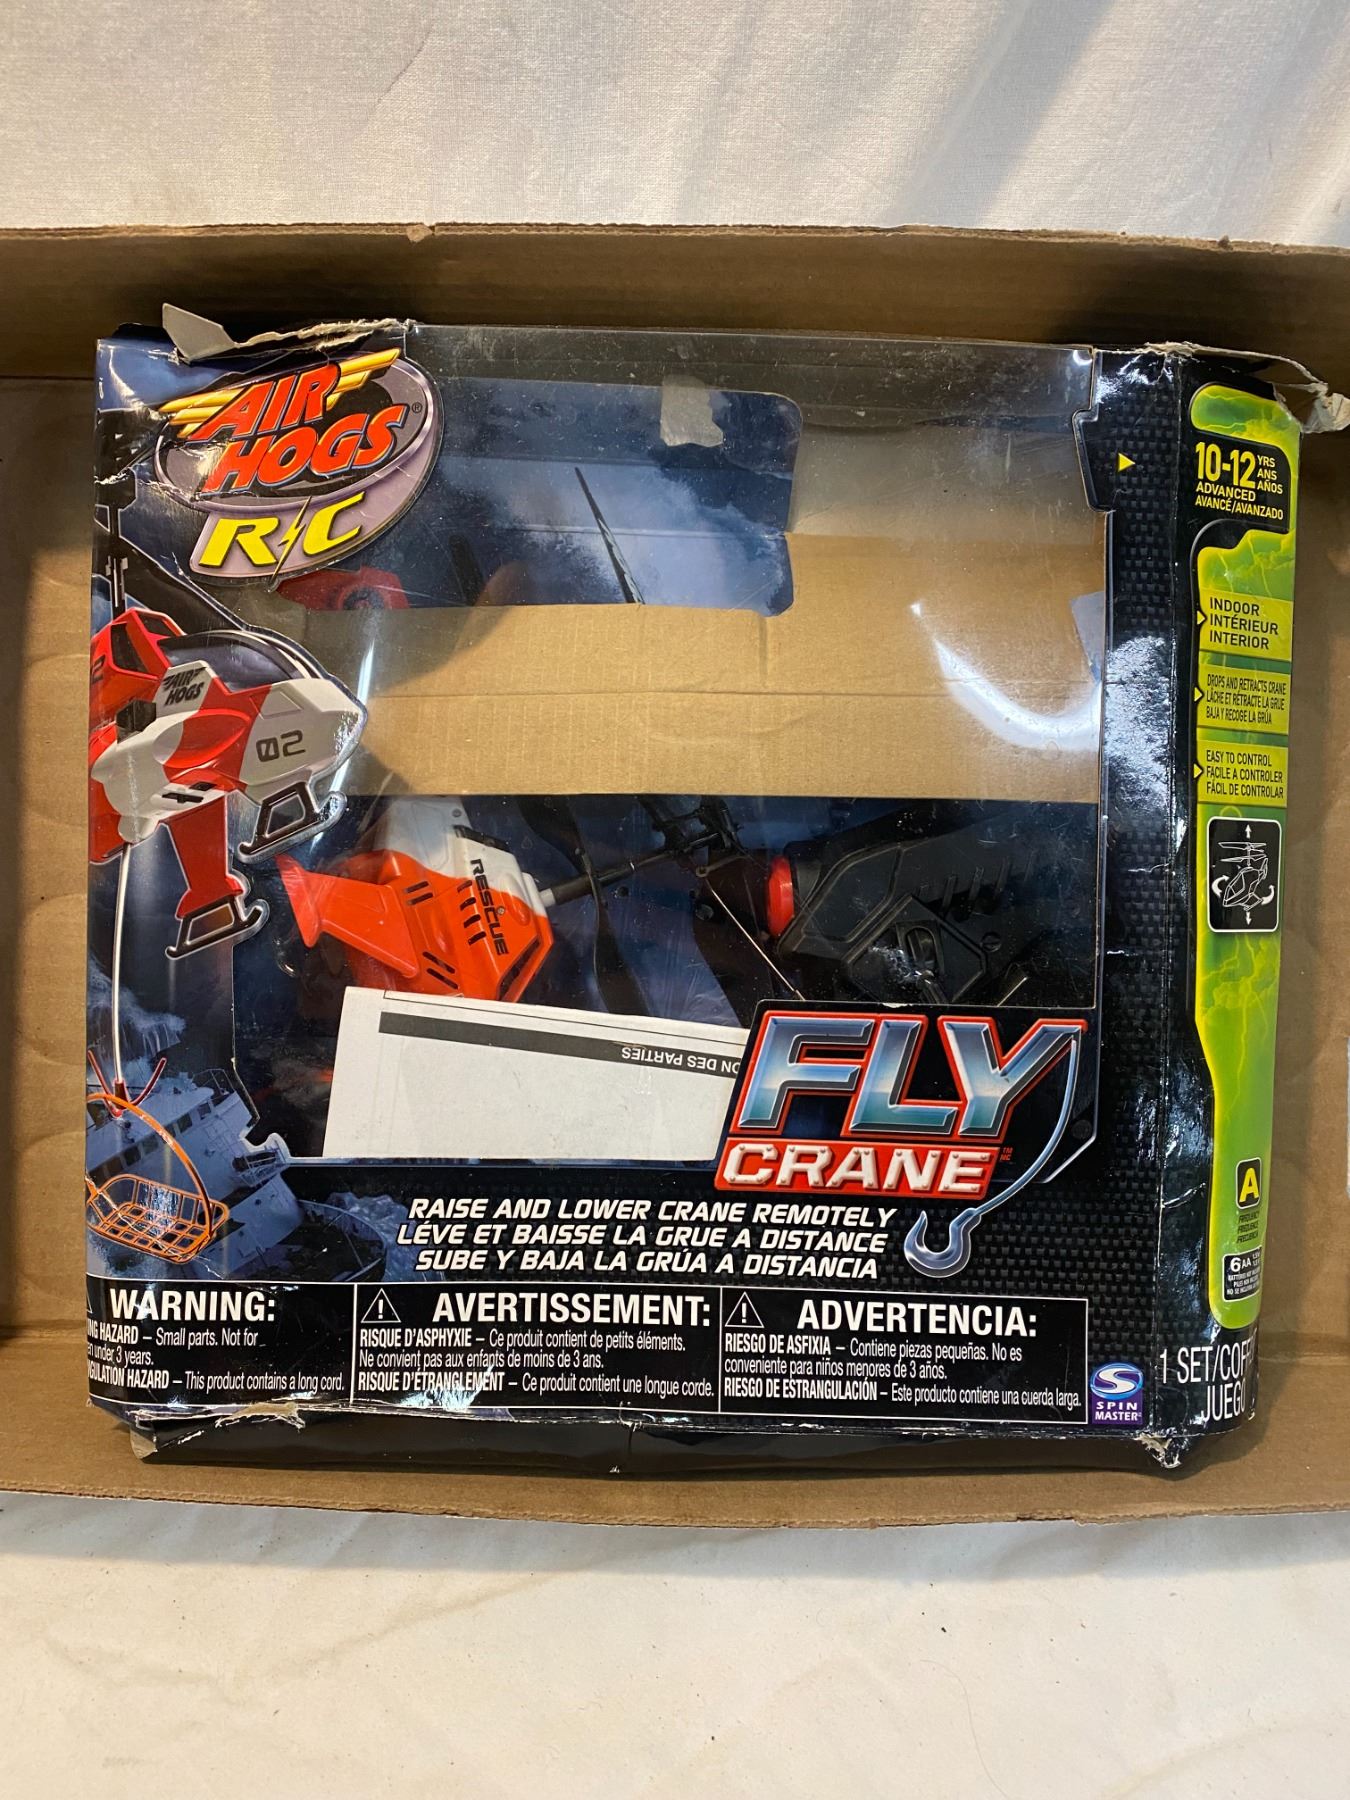 AIR
HOGS®
R/C
AIR
HOGS
02
RESCUE
ON DES PARTIES
FLY
CRANE™
MC
RAISE AND LOWER CRANE REMOTELY
LÉVE ET BAISSE LA GRUE A DISTANCE
SUBE Y BAJA LA GRÚA A DISTANCIA
WARNING:
NG HAZARD – Small parts. Not for
under 3 years.
GULATION HAZARD – This product contains a long cord.
AVERTISSEMENT:
RISQUE D'ASPHYXIE – Ce produit contient de petits éléments.
Ne convient pas aux enfants de moins de 3 ans.
RISQUE D'ÉTRANGLEMENT – Ce produit contient une longue corde.
ADVERTENCIA:
RIESGO DE ASFIXIA – Contiene piezas pequeñas. No es
conveniente para niños menores de 3 años.
RIESGO DE ESTRANGULACIÓN – Este producto contiene una cuerda larga.
SPIN
MASTER
10-12 YRS
ANS
AÑOS
ADVANCED
AVANCÉ/AVANZADO
INDOOR
INTÉRIEUR
INTERIOR
DROPS AND RETRACTS CRANE
LÂCHE ET RÉTRACTE LA GRUE
BAJA Y RECOGE LA GRÚA
EASY TO CONTROL
FACILE A CONTROLER
FÁCIL DE CONTROLAR
A
6 AA
1 SET/COF
JUEGO